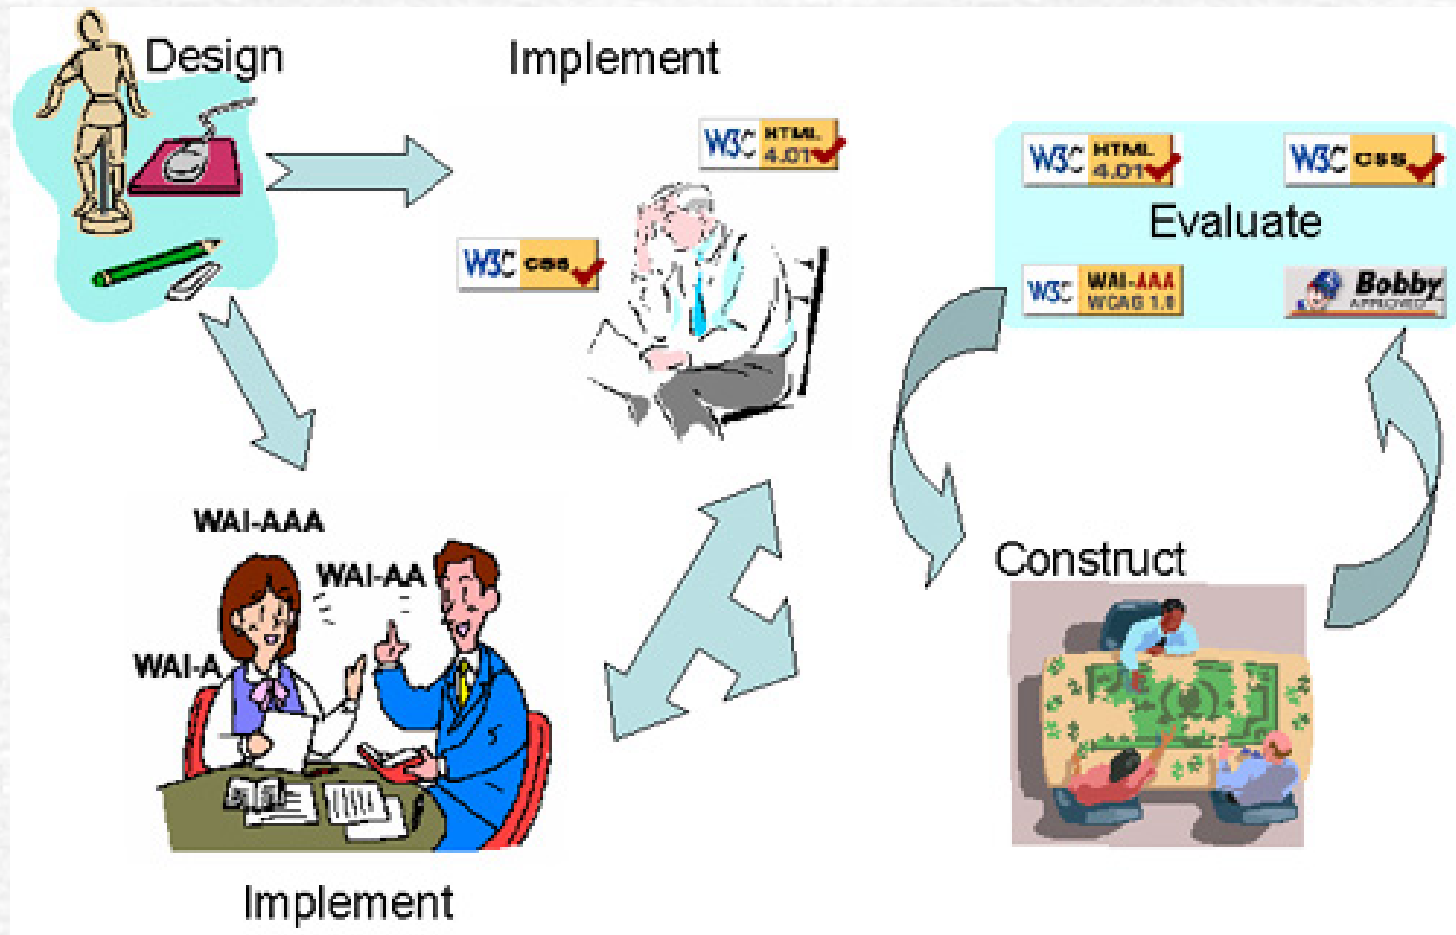 Design
Implement
W3C HTML 4.01
W3C CSS
W3C HTML 4.01
W3C CSS
Evaluate
W3C WAI-AAA WCAG 1.0
Bobby APPROVED
WAI-AAA
WAI-AA
WAI-A
Construct
Implement